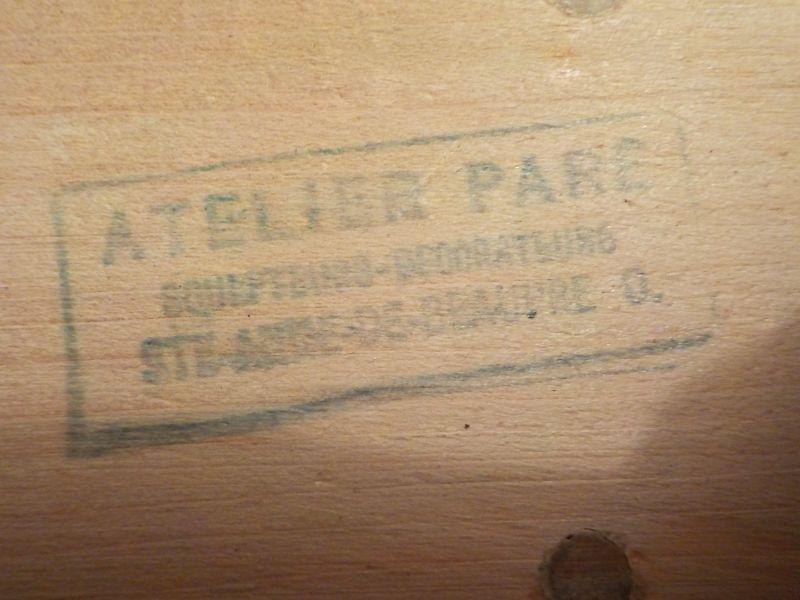 ATELIER PARE
SCULPTEURS-DECORATEURS
STE-ANNE-DE-BEAUPRE Q.